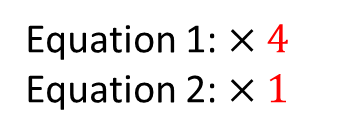 Equation 1: × 4
Equation 2: × 1